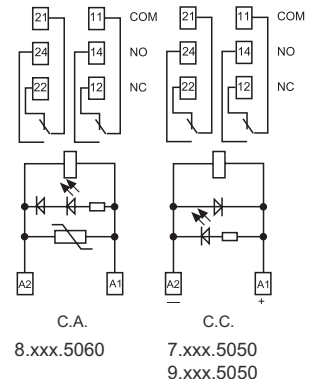 21 11 COM 21 11 COM
24 14 NO 24 14 NO
22 12 NC 22 12 NC
A2 A1 A2 A1
— +
C.A. C.C.
8.xxx.5060 7.xxx.5050
9.xxx.5050